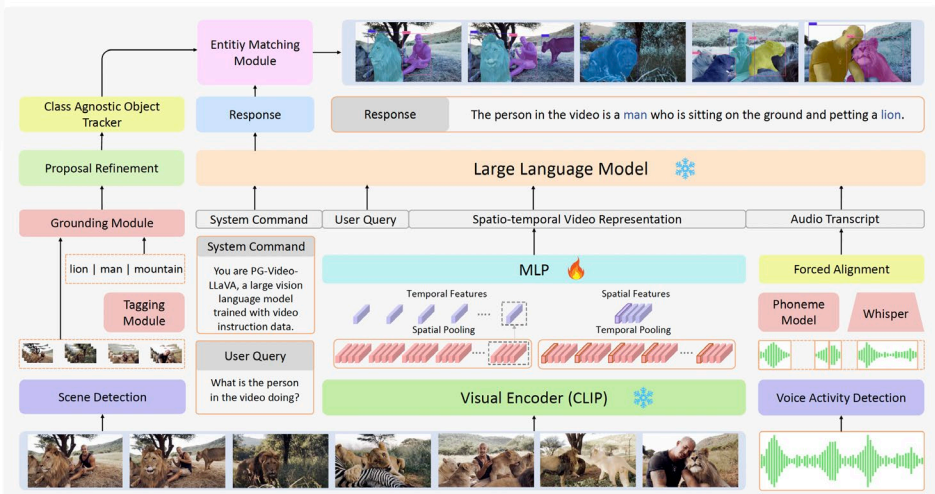 Entitiy Matching
Module
Class Agnostic Object
Tracker
Response
Response
The person in the video is a man who is sitting on the ground and petting a lion.
Proposal Refinement
Large Language Model
Grounding Module
System Command
User Query
Spatio-temporal Video Representation
Audio Transcript
lion | man | mountain
Tagging
Module
System Command
You are PG-Video-
LLaVA, a large vision
language model
trained with video
instruction data.
User Query
What is the person
in the video doing?
MLP
Temporal Features
Spatial Features
Spatial Pooling
Temporal Pooling
Forced Alignment
Phoneme
Model
Whisper
Scene Detection
Visual Encoder (CLIP)
Voice Activity Detection